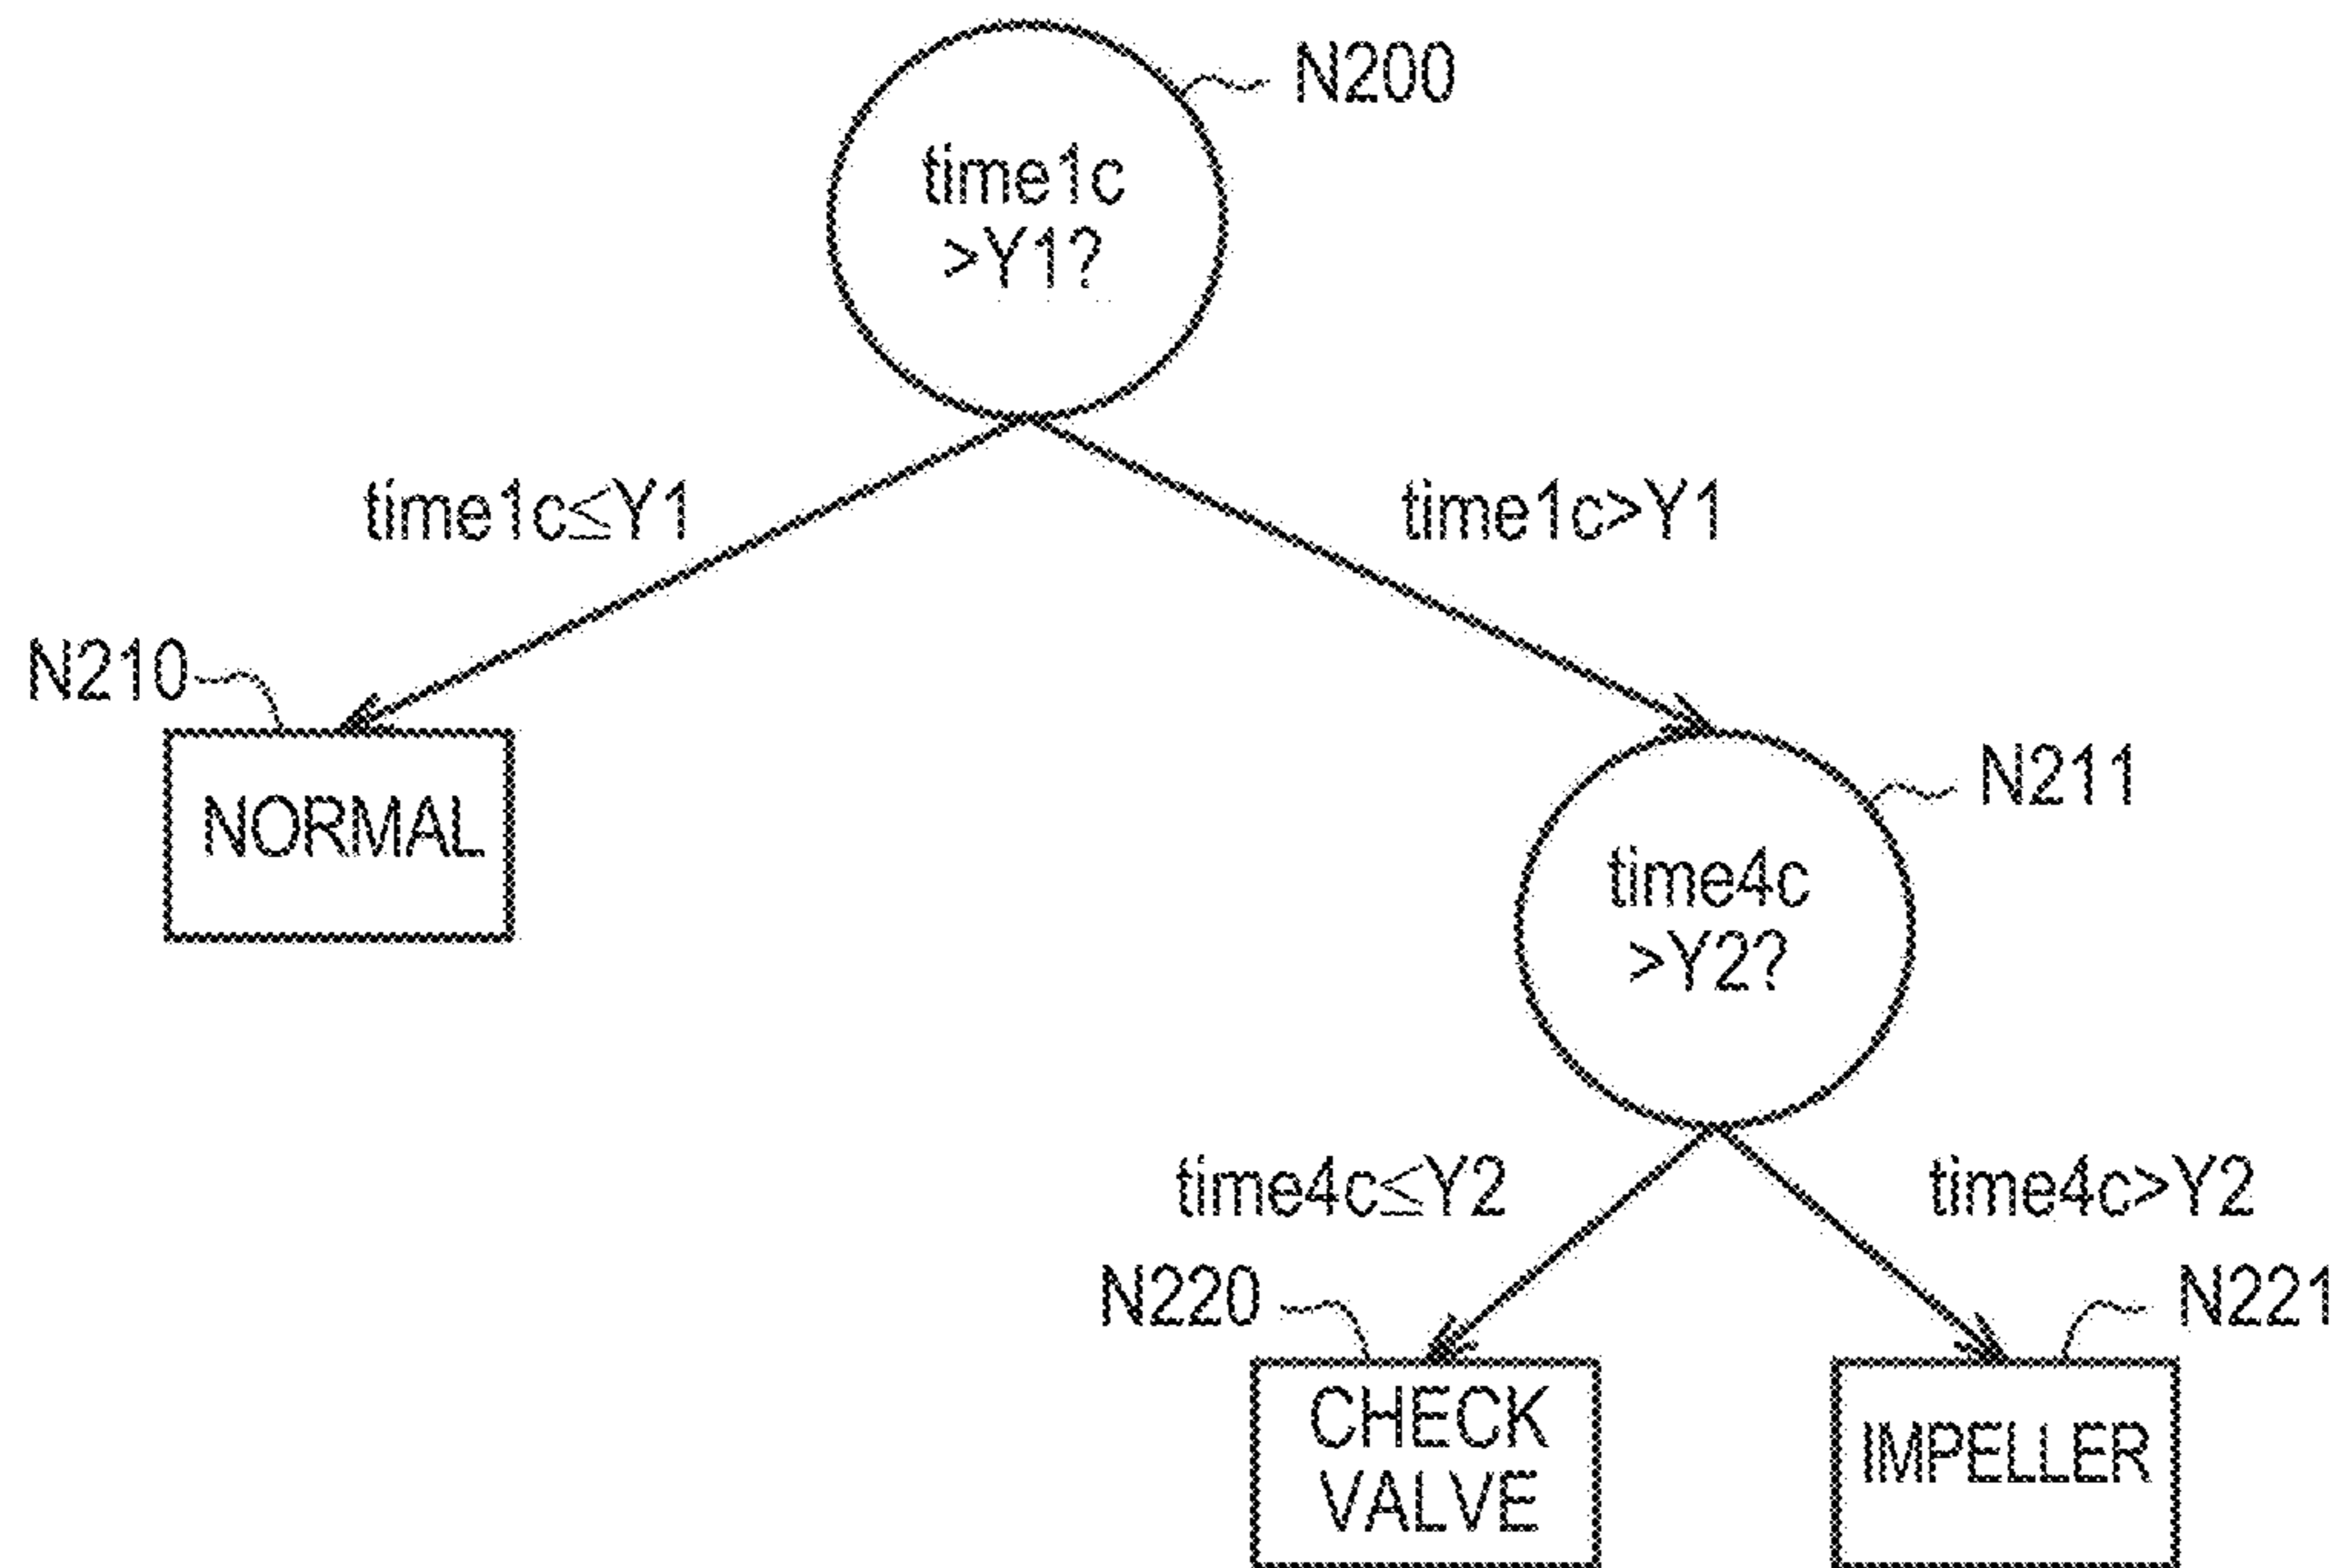 N200
time1c
>Y1?
time1c≤Y1
time1c>Y1
N210
NORMAL
N211
time4c
>Y2?
time4c≤Y2
time4c>Y2
N220
N221
CHECK
VALVE
IMPELLER